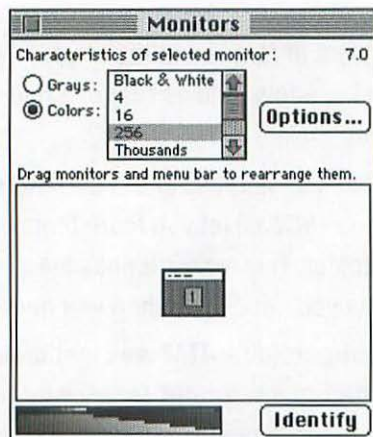 Monitors
Characteristics of selected monitor: 7.0
Grays:
Colors:
Black & White
4
16
256
Thousands
Options...
Drag monitors and menu bar to rearrange them.
1
Identify